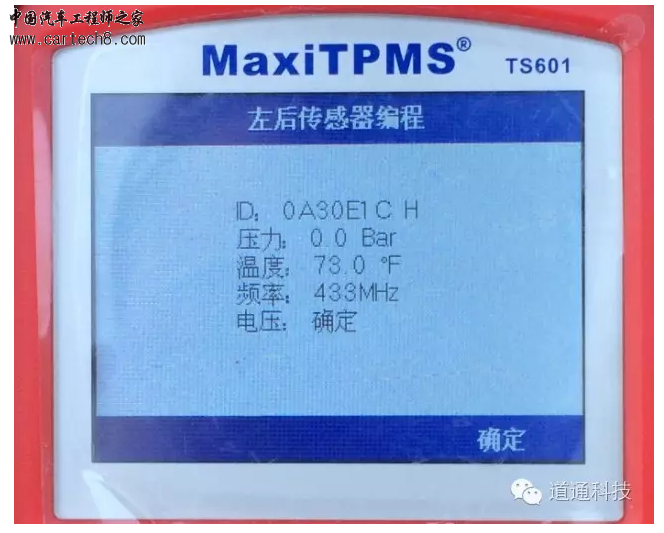 中国汽车工程师之家
www.cartech8.com
MaxiTPMS® TS601
左后传感器编程
ID: 0A30E1C H
压力: 0.0 Bar
温度: 73.0 °F
频率: 433MHz
电压: 确定
确定
道通科技